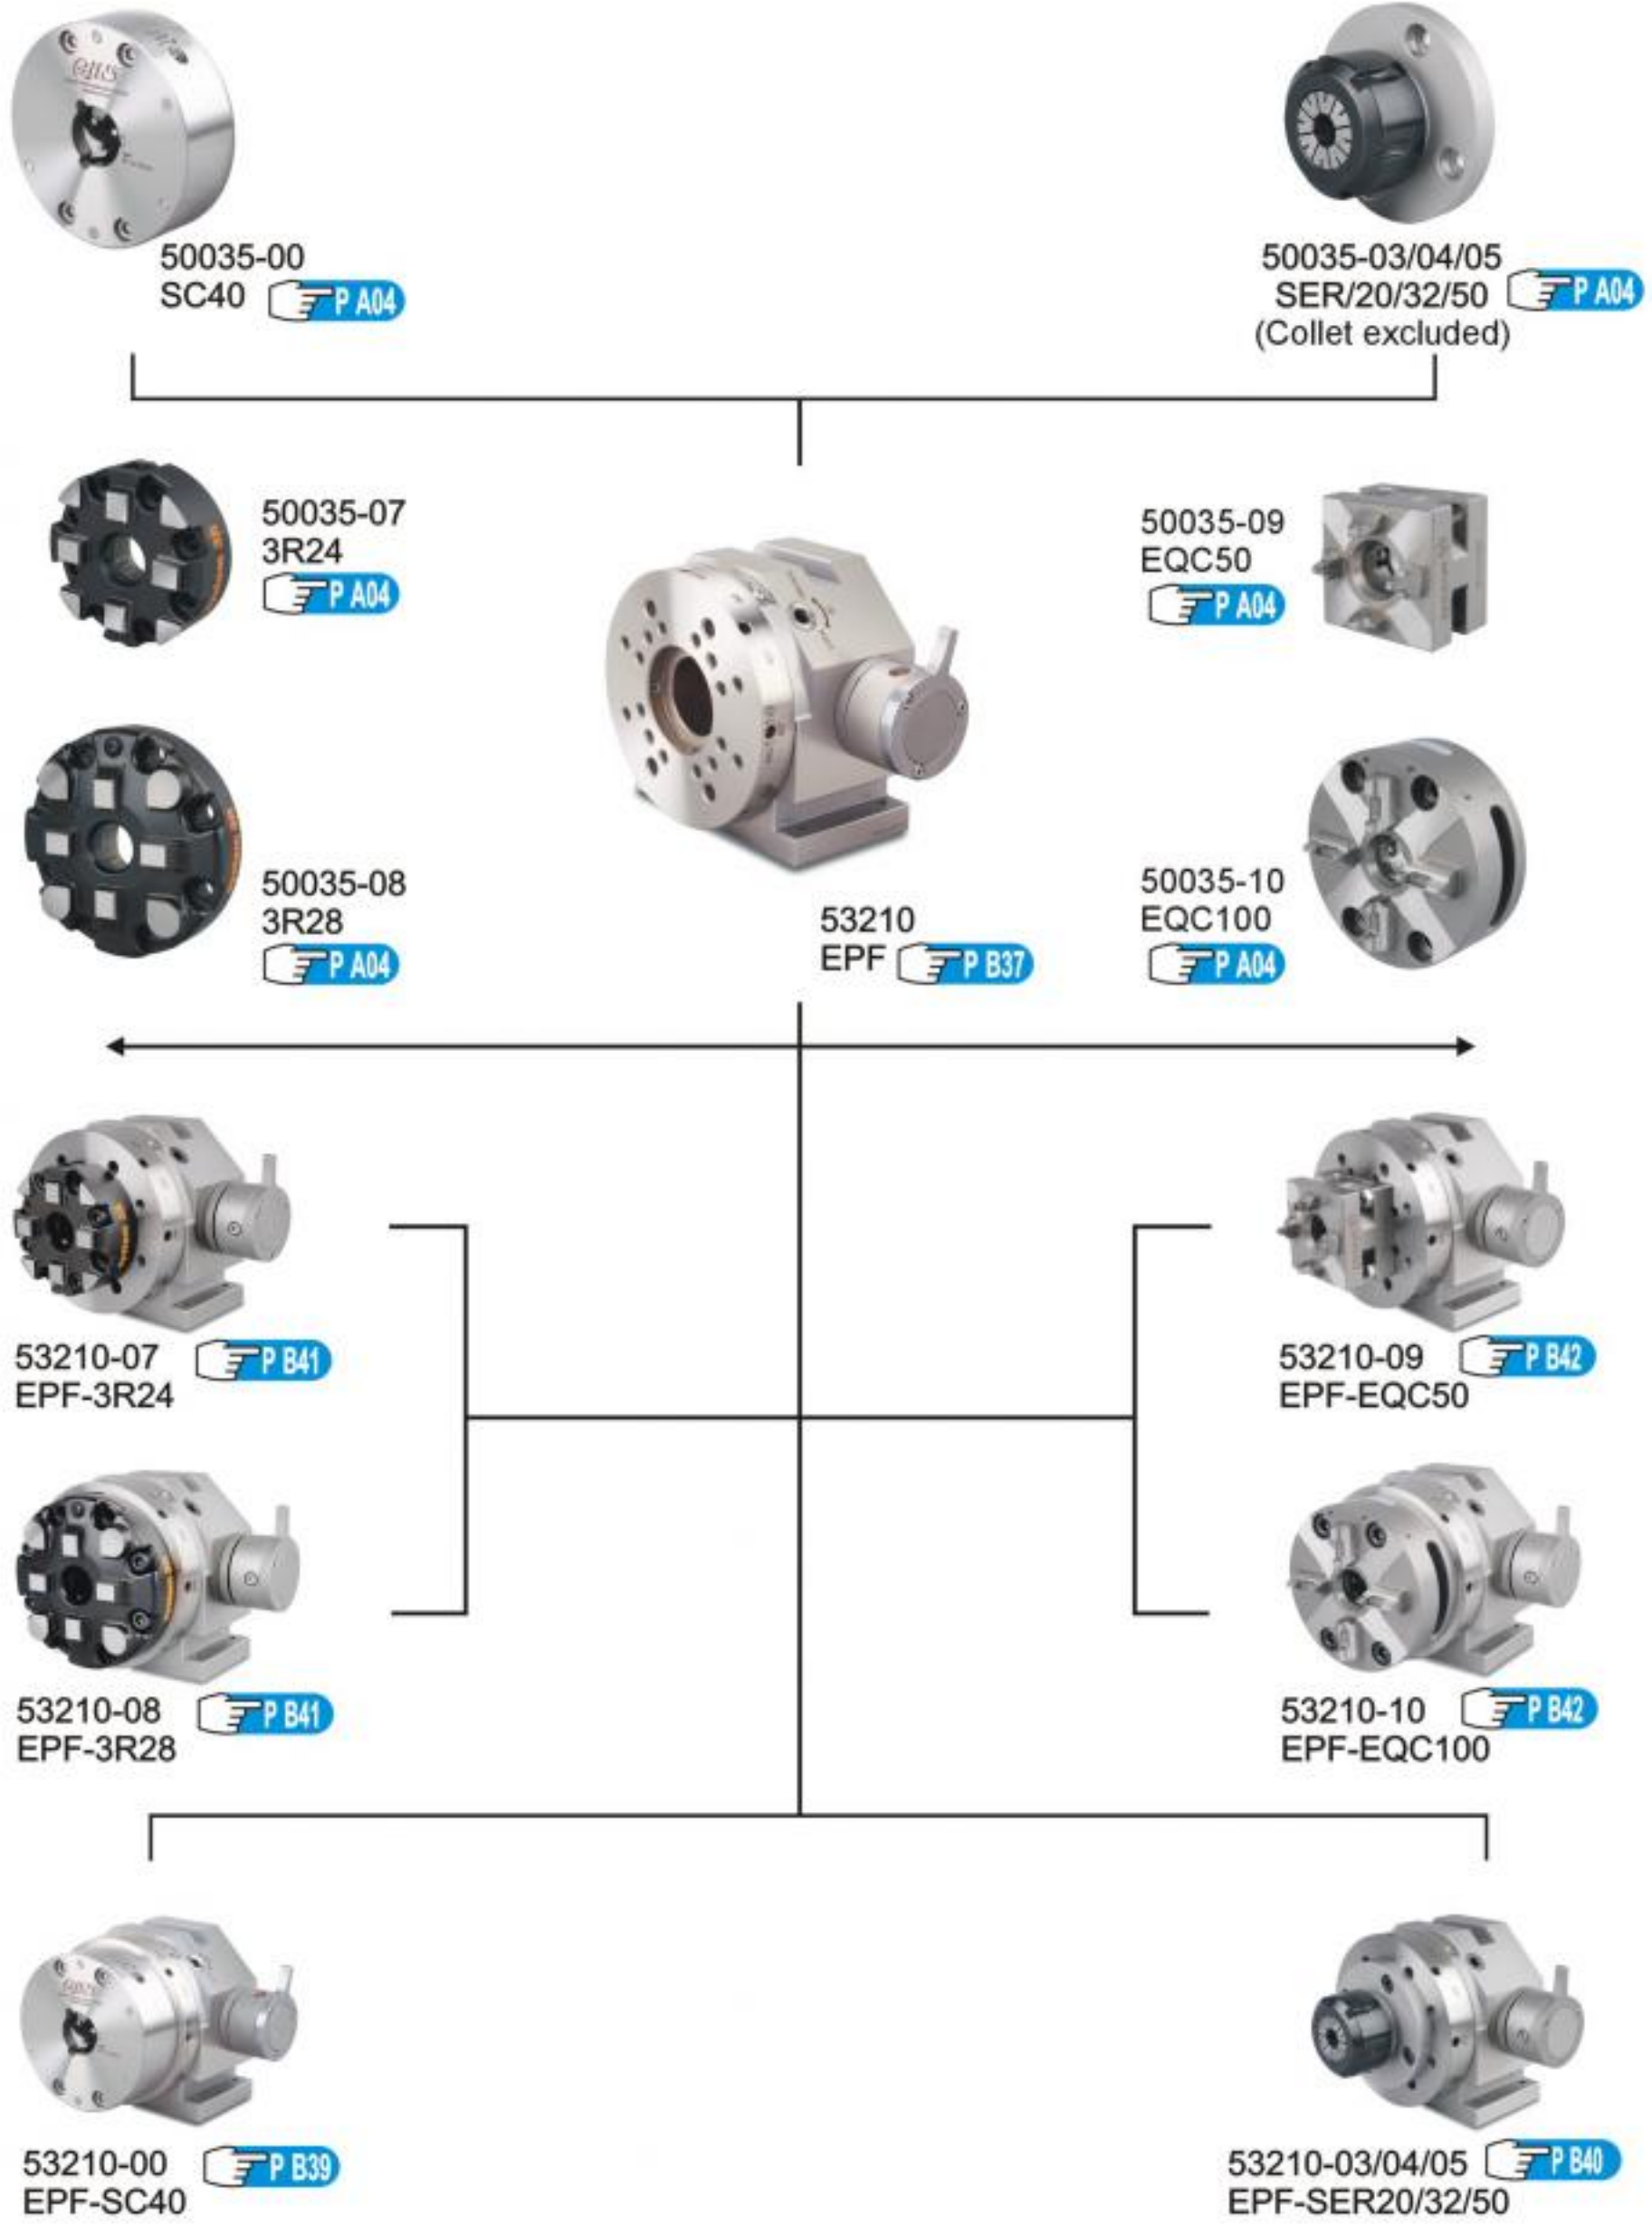 50035-00
SC40
P A04
50035-03/04/05
SER/20/32/50
P A04
(Collet excluded)
50035-07
3R24
P A04
50035-09
EQC50
P A04
50035-08
3R28
P A04
53210
EPF
P B37
50035-10
EQC100
P A04
53210-07
P B41
EPF-3R24
53210-09
P B42
EPF-EQC50
53210-08
P B41
EPF-3R28
53210-10
P B42
EPF-EQC100
53210-00
P B39
EPF-SC40
53210-03/04/05
P B40
EPF-SER20/32/50